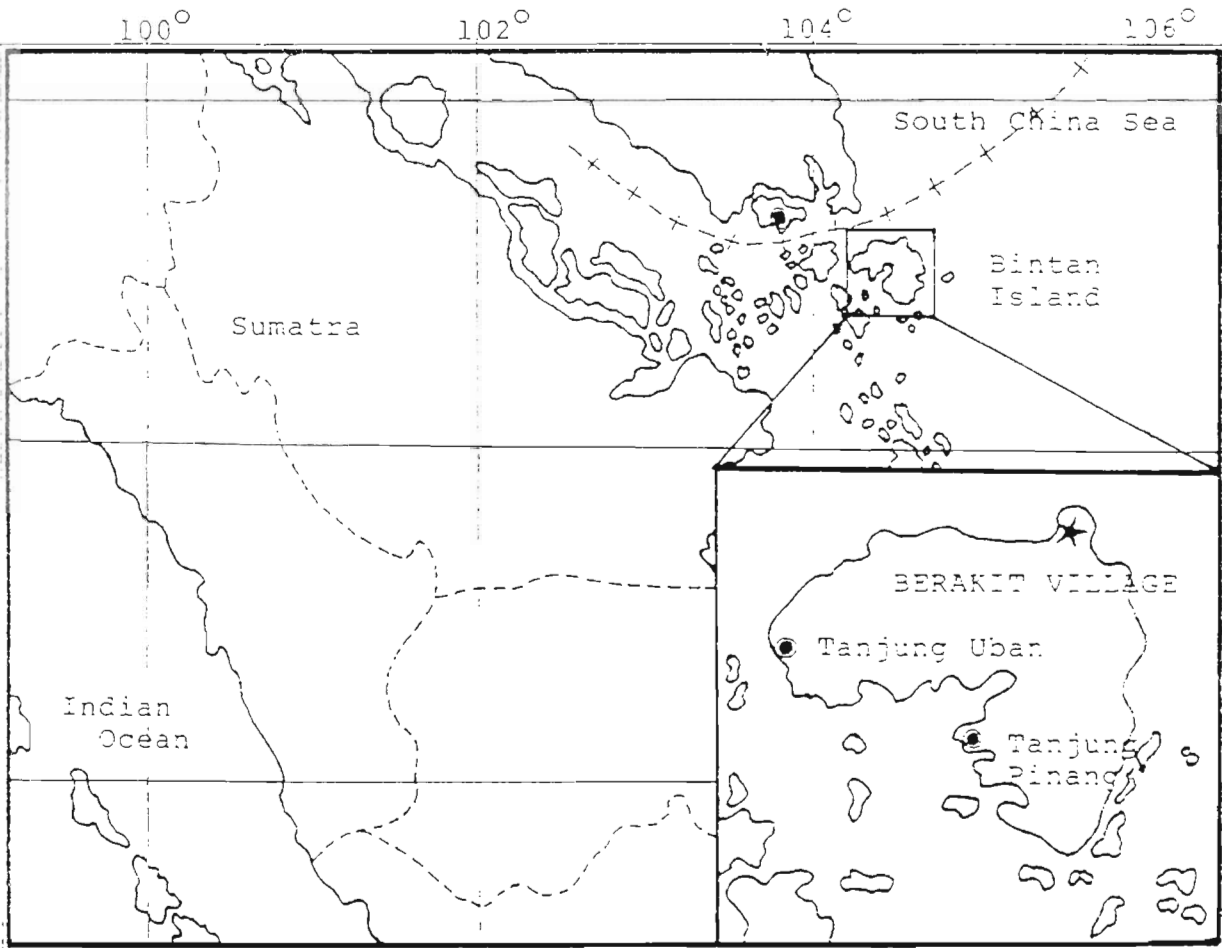 100° 102° 104° 106°
South China Sea
Bintan
Island
Sumatra
BERAKIT VILLAGE
Tanjung Uban
Indian
Ocean
Tanjung
Pinang